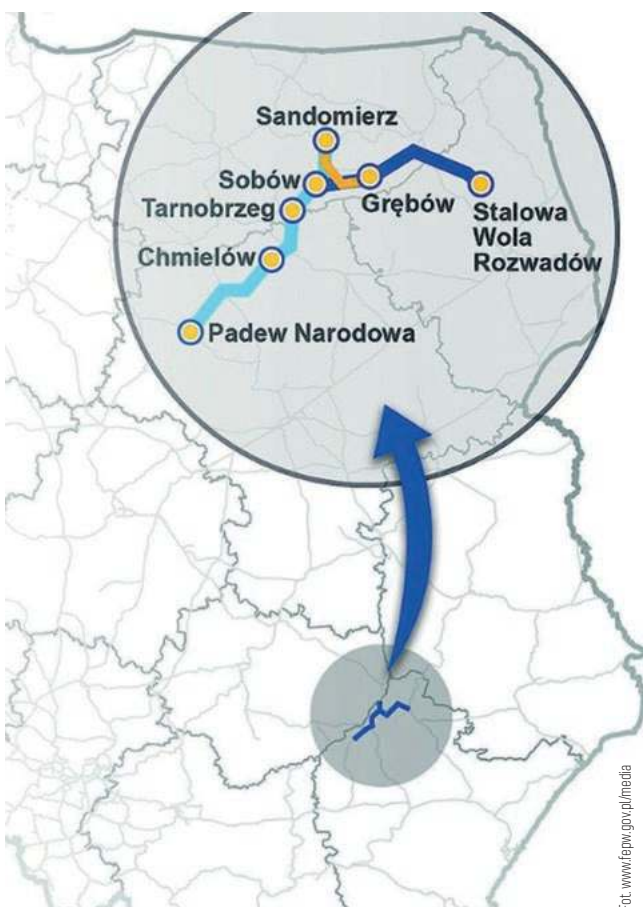 Sandomierz
Sobów
Grębów
Tarnobrzeg
Stalowa
Wola
Rozwadów
Chmielów
Padew Narodowa
Fot. www.fepw.gov.pl/media